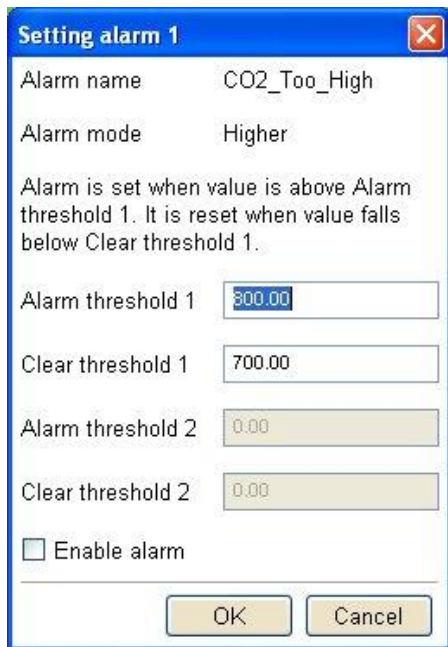 Setting alarm 1
Alarm name CO2_Too_High
Alarm mode Higher
Alarm is set when value is above Alarm
threshold 1. It is reset when value falls
below Clear threshold 1.
Alarm threshold 1 800.00
Clear threshold 1 700.00
Alarm threshold 2 0.00
Clear threshold 2 0.00
Enable alarm
OK Cancel